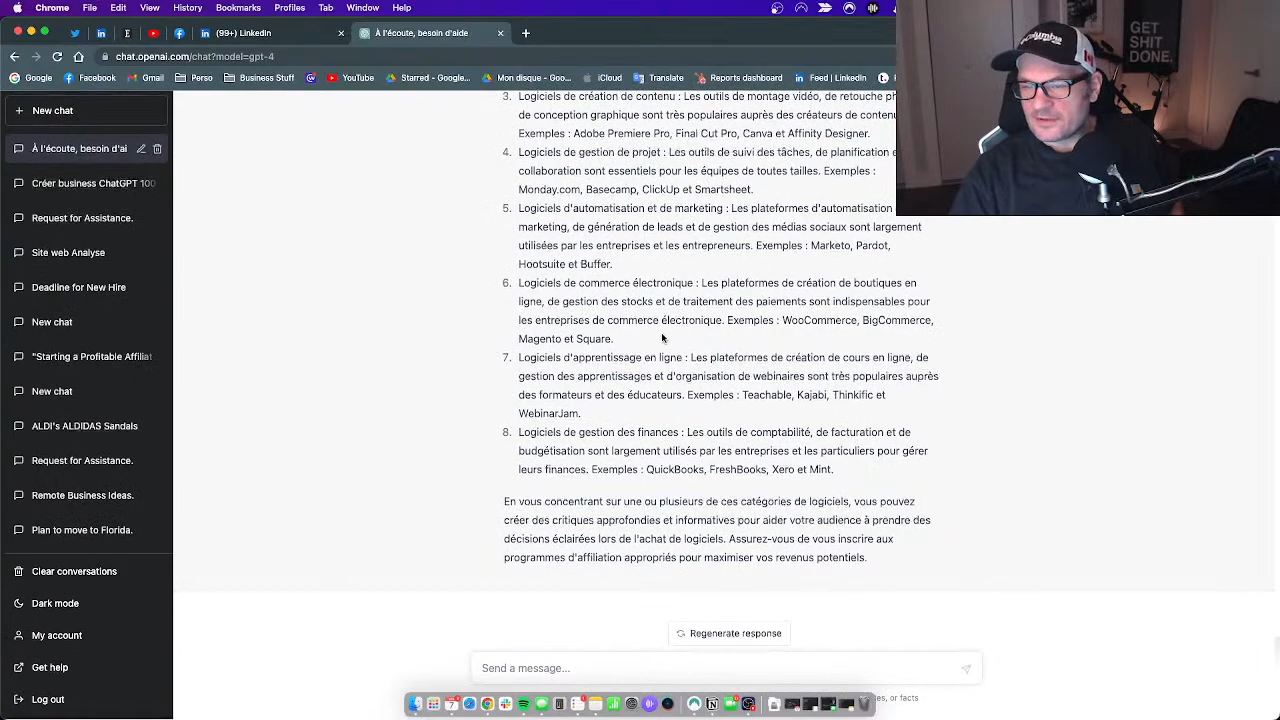 Chrome File Edit View History Bookmarks Profiles Tab Window Help
(99+) LinkedIn
À l'écoute, besoin d'aide
chat.openai.com/chat?model=gpt-4
Google Facebook Gmail GitHub YouTube Starred - Google... Mon disque - Goo... iCloud Translate Reports dashboard Feed | LinkedIn
Columbia
GET
SHIT
DONE.
New chat
À l'écoute, besoin d'ai
Créer business ChatGPT 100
Request for Assistance.
Site web Analyse
Deadline for New Hire
New chat
"Starting a Profitable Affiliat
New chat
ALDI's ALDIDAS Sandals
Request for Assistance.
Remote Business Ideas.
Plan to move to Florida.
Clear conversations
Dark mode
My account
Get help
Log out
3. Logiciels de création de contenu : Les outils de montage vidéo, de retouche ph
de conception graphique sont très populaires auprès des créateurs de contenu
Exemples : Adobe Premiere Pro, Final Cut Pro, Canva et Affinity Designer.
4. Logiciels de gestion de projet : Les outils de suivi des tâches, de planification e
collaboration sont essentiels pour les équipes de toutes tailles. Exemples :
Monday.com, Basecamp, ClickUp et Smartsheet.
5. Logiciels d'automatisation et de marketing : Les plateformes d'automatisation
marketing, de génération de leads et de gestion des médias sociaux sont largement
utilisées par les entreprises et les entrepreneurs. Exemples : Marketo, Pardot,
Hootsuite et Buffer.
6. Logiciels de commerce électronique : Les plateformes de création de boutiques en
ligne, de gestion des stocks et de traitement des paiements sont indispensables pour
les entreprises de commerce électronique. Exemples : WooCommerce, BigCommerce,
Magento et Square.
7. Logiciels d'apprentissage en ligne : Les plateformes de création de cours en ligne, de
gestion des apprentissages et d'organisation de webinaires sont très populaires auprès
des formateurs et des éducateurs. Exemples : Teachable, Kajabi, Thinkific et
WebinarJam.
8. Logiciels de gestion des finances : Les outils de comptabilité, de facturation et de
budgétisation sont largement utilisés par les entreprises et les particuliers pour gérer
leurs finances. Exemples : QuickBooks, FreshBooks, Xero et Mint.
En vous concentrant sur une ou plusieurs de ces catégories de logiciels, vous pouvez
créer des critiques approfondies et informatives pour aider votre audience à prendre des
décisions éclairées lors de l'achat de logiciels. Assurez-vous de vous inscrire aux
programmes d'affiliation appropriés pour maximiser vos revenus potentiels.
Regenerate response
Send a message...
or facts